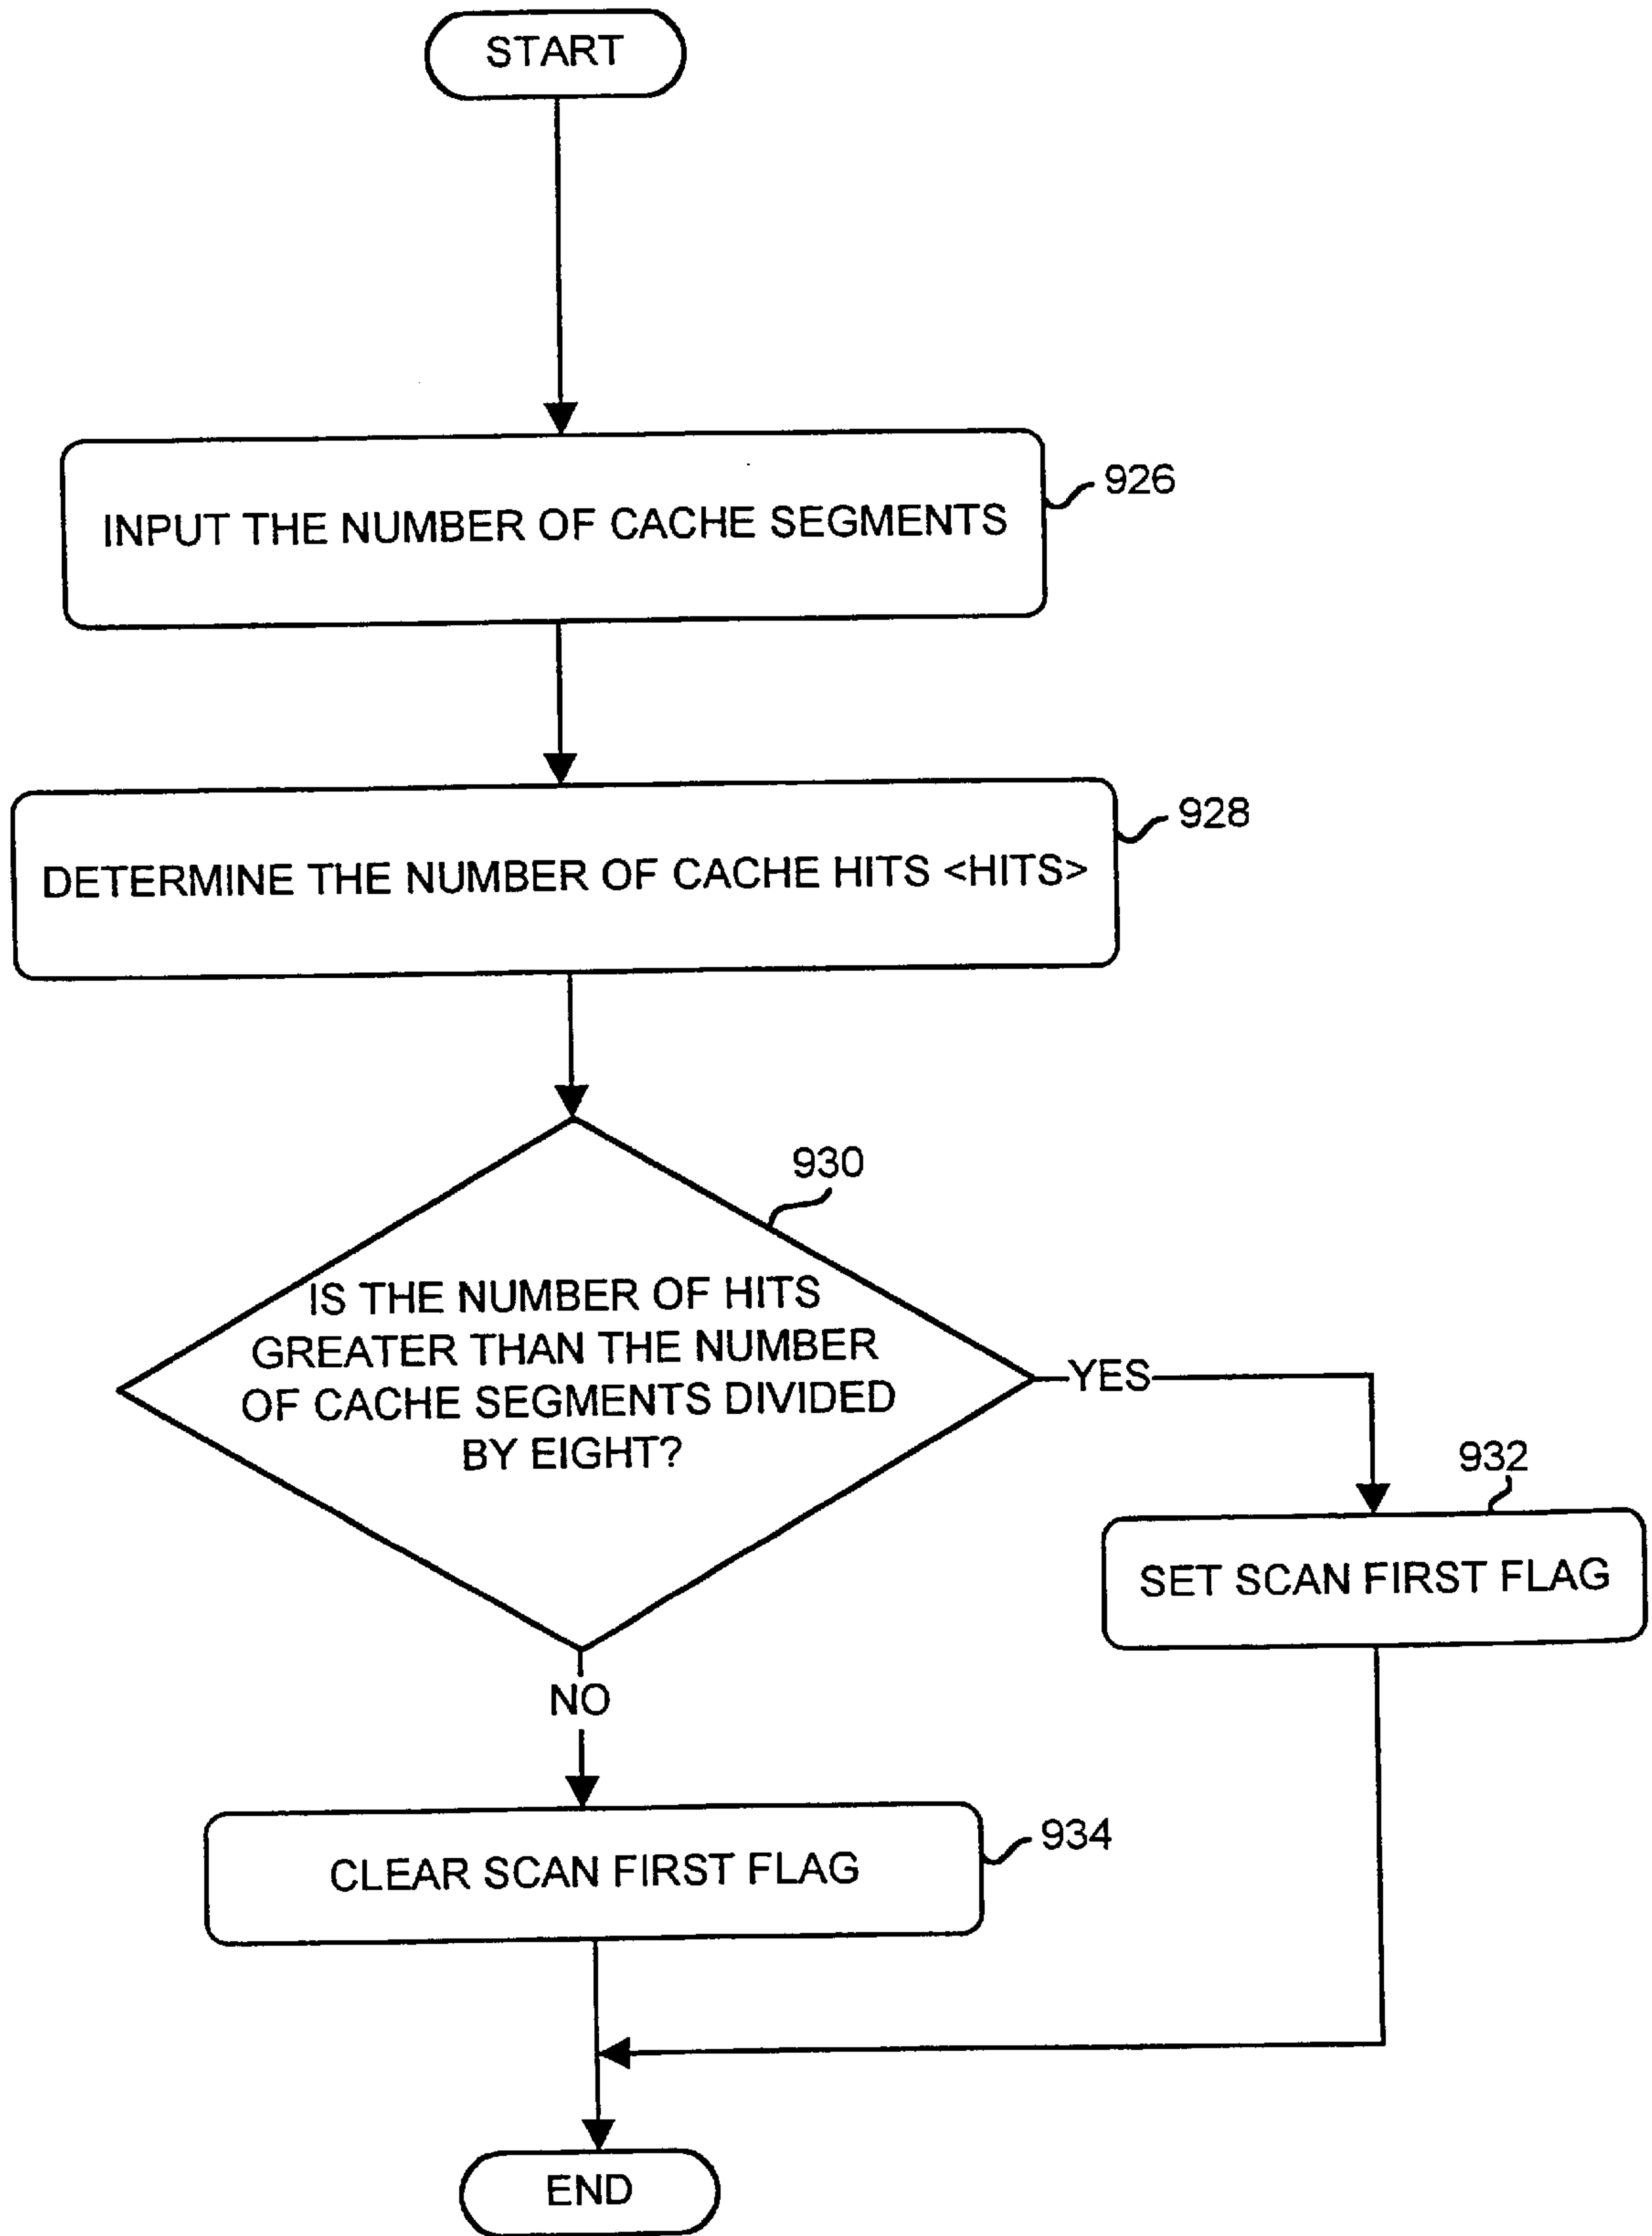 START
INPUT THE NUMBER OF CACHE SEGMENTS
926
DETERMINE THE NUMBER OF CACHE HITS <HITS>
928
930
IS THE NUMBER OF HITS
GREATER THAN THE NUMBER
OF CACHE SEGMENTS DIVIDED
BY EIGHT?
YES
932
SET SCAN FIRST FLAG
NO
934
CLEAR SCAN FIRST FLAG
END